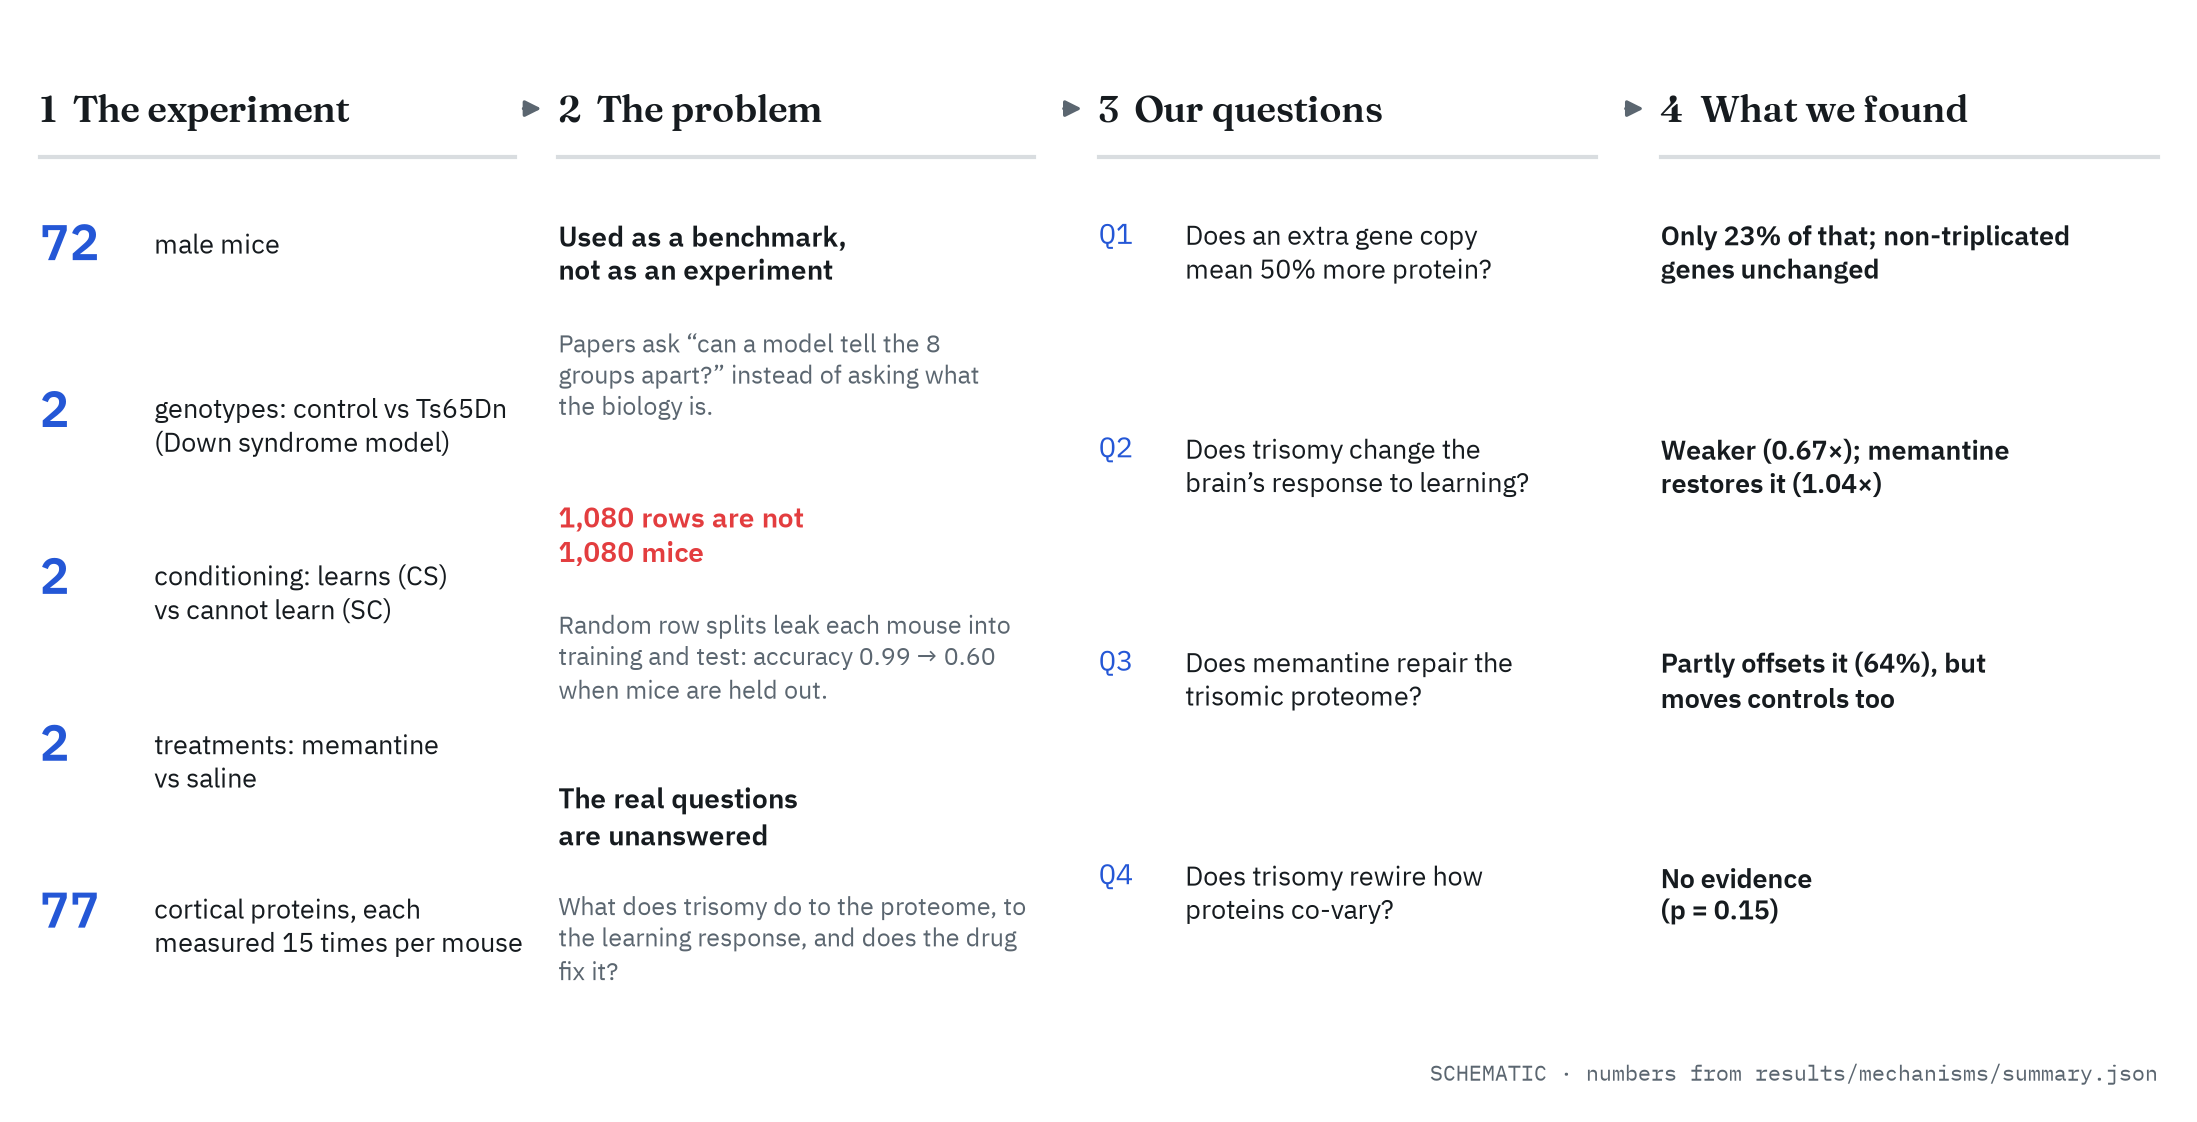 1 The experiment
72 male mice
2 genotypes: control vs Ts65Dn
(Down syndrome model)
2 conditioning: learns (CS)
vs cannot learn (SC)
2 treatments: memantine
vs saline
77 cortical proteins, each
measured 15 times per mouse
2 The problem
Used as a benchmark,
not as an experiment
Papers ask “can a model tell the 8
groups apart?” instead of asking what
the biology is.
1,080 rows are not
1,080 mice
Random row splits leak each mouse into
training and test: accuracy 0.99 → 0.60
when mice are held out.
The real questions
are unanswered
What does trisomy do to the proteome, to
the learning response, and does the drug
fix it?
3 Our questions
Q1 Does an extra gene copy
mean 50% more protein?
Q2 Does trisomy change the
brain’s response to learning?
Q3 Does memantine repair the
trisomic proteome?
Q4 Does trisomy rewire how
proteins co-vary?
4 What we found
Only 23% of that; non-triplicated
genes unchanged
Weaker (0.67×); memantine
restores it (1.04×)
Partly offsets it (64%), but
moves controls too
No evidence
(p = 0.15)
SCHEMATIC · numbers from results/mechanisms/summary.json